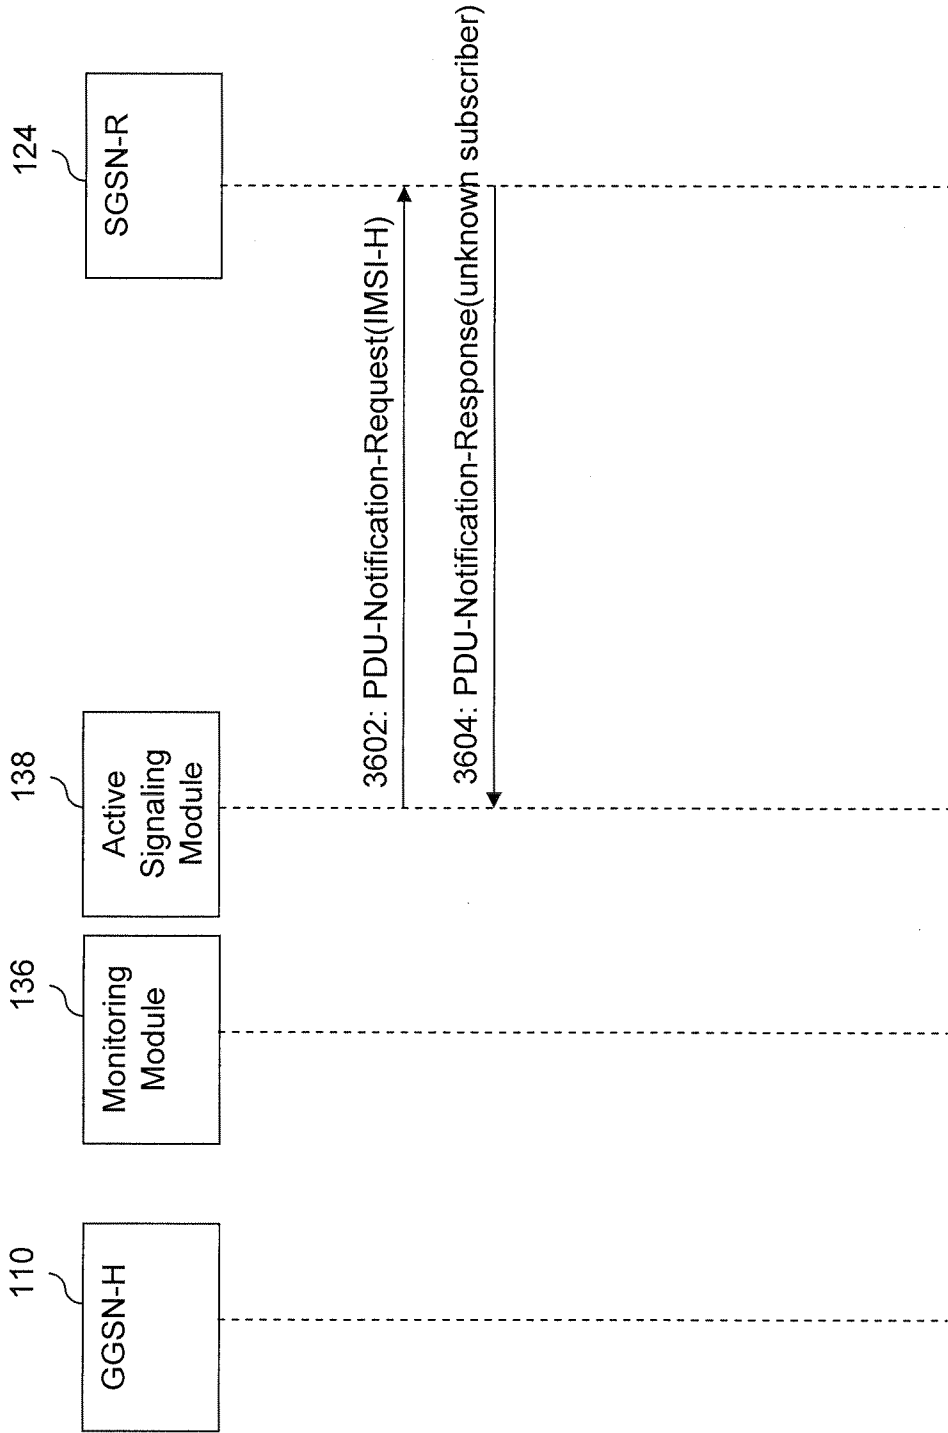 110
GGSN-H
136
Monitoring
Module
138
Active
Signaling
Module
124
SGSN-R
3602: PDU-Notification-Request(IMSI-H)
3604: PDU-Notification-Response(unknown subscriber)